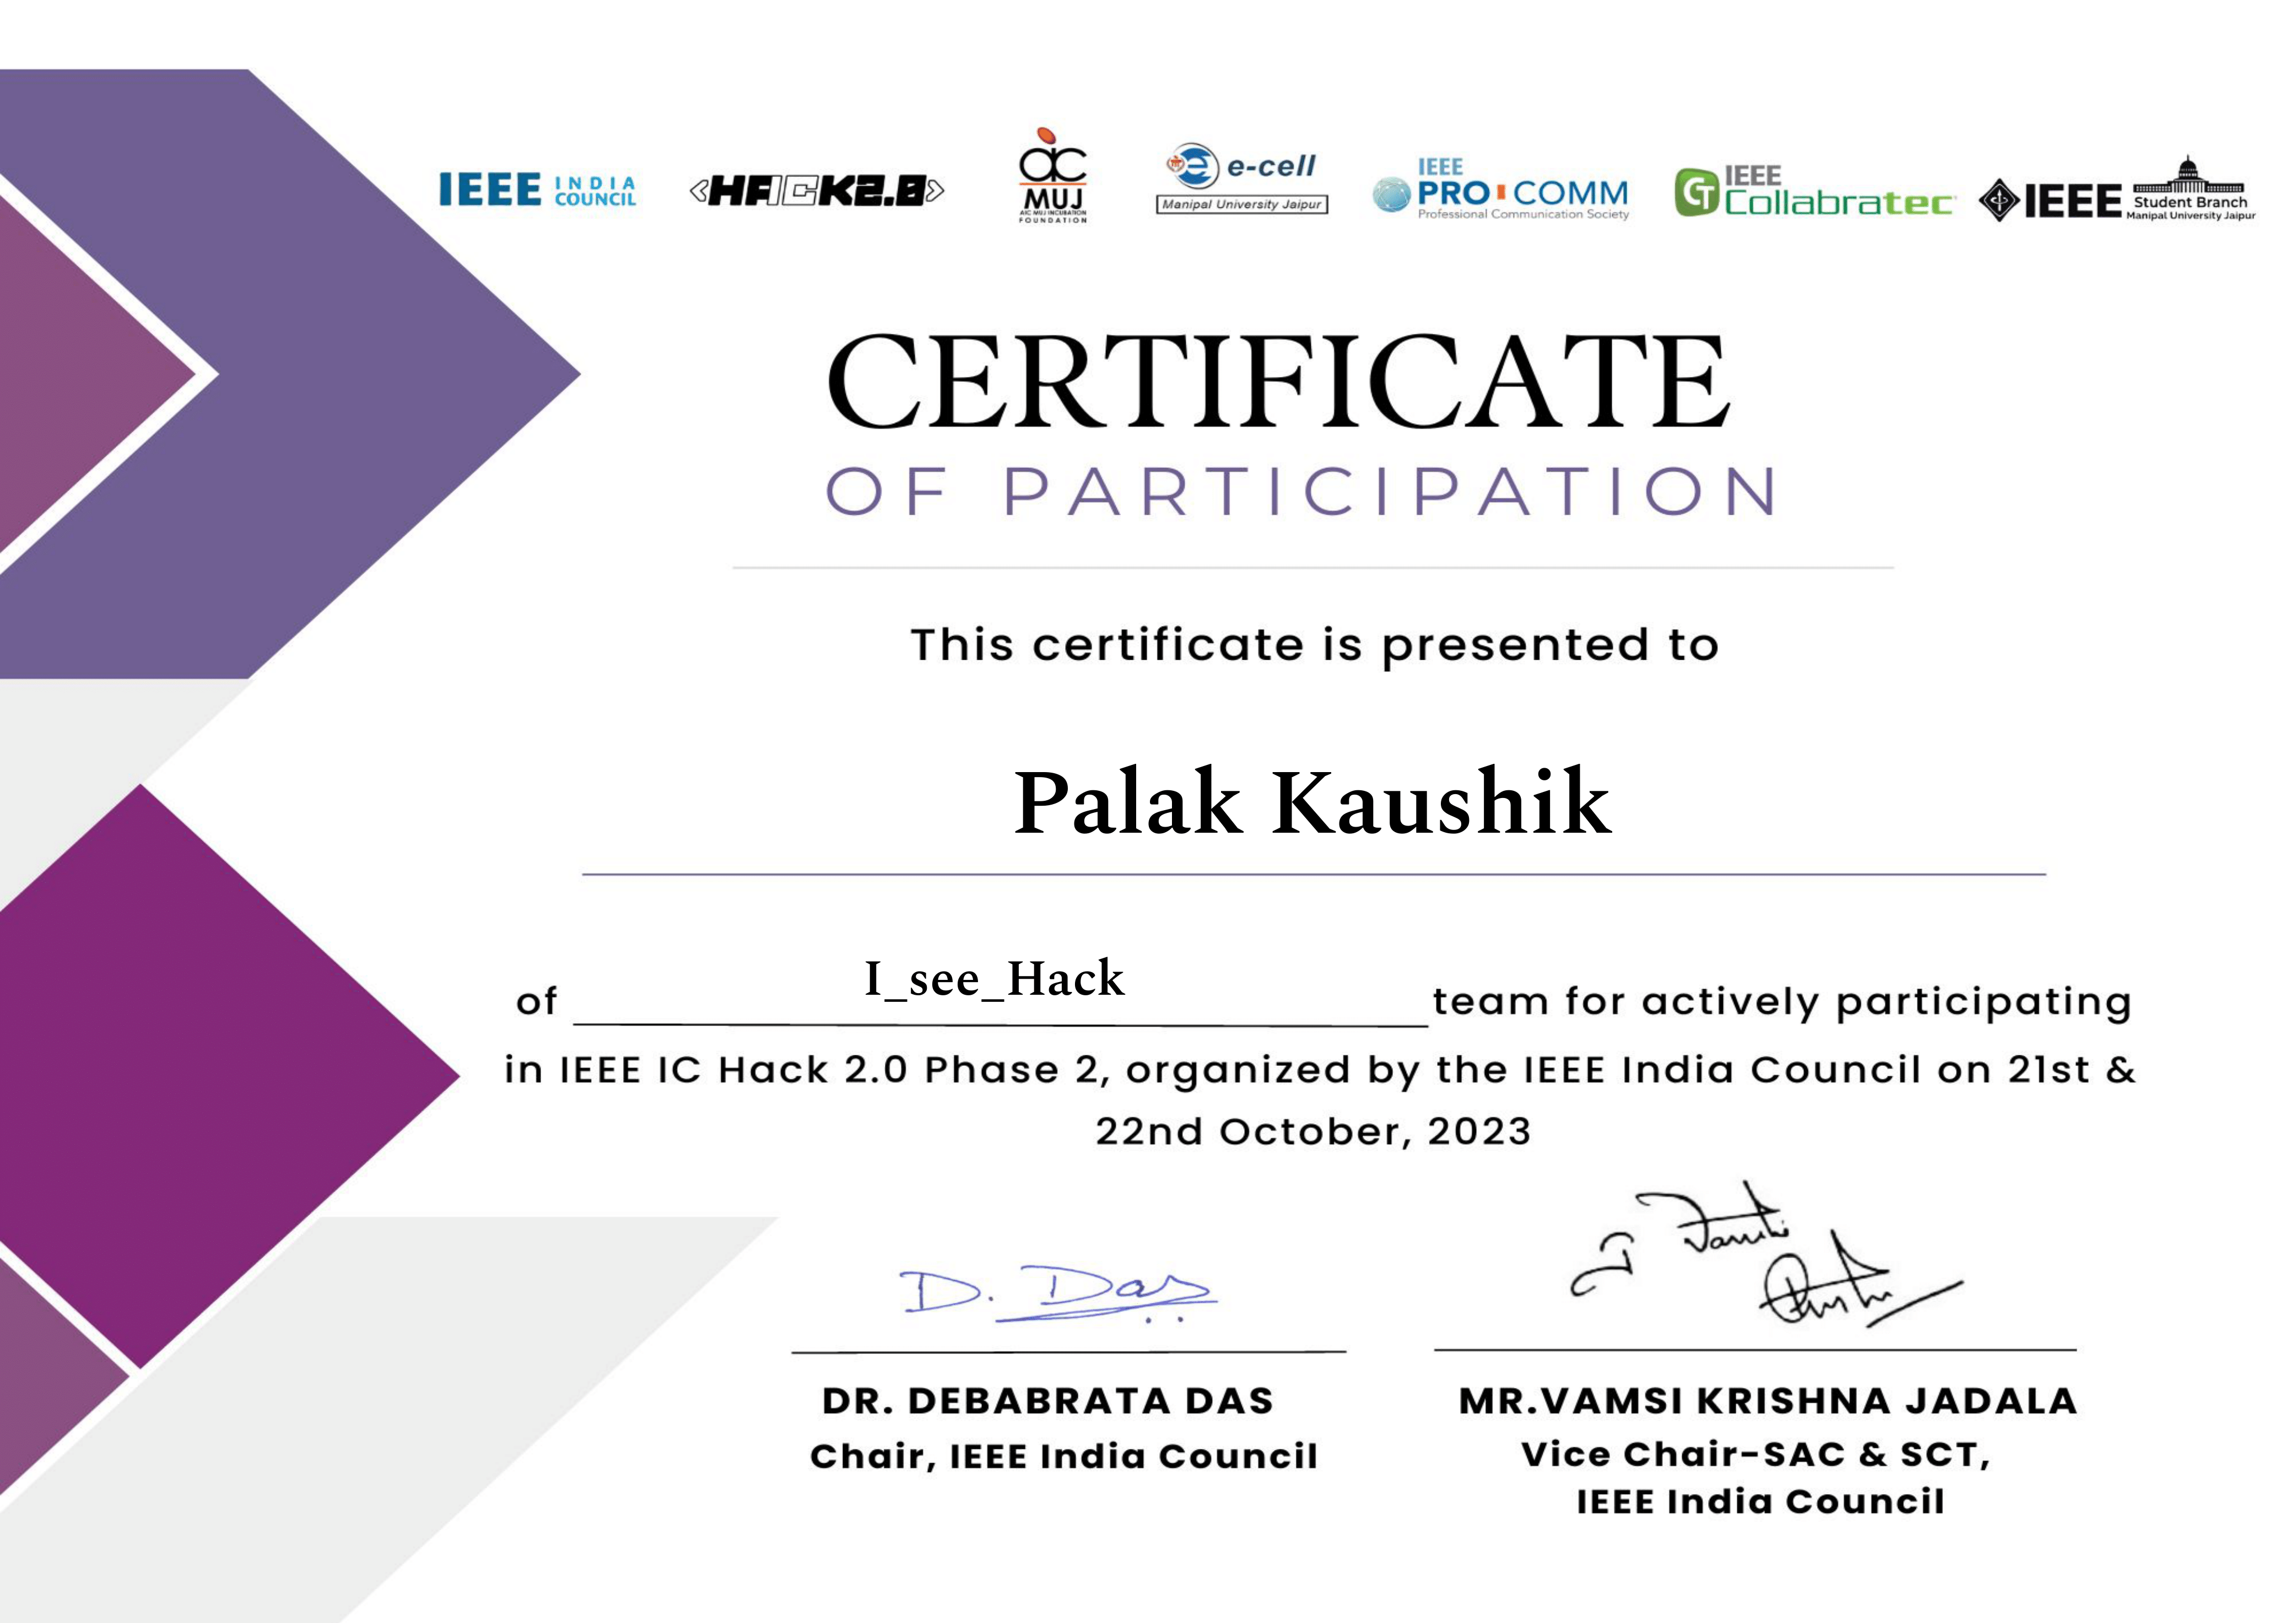 IEEE INDIA COUNCIL
<HACK2.0>
aic
MUJ
AIC MUJ INCUBATION
FOUNDATION
e e-cell
Manipal University Jaipur
IEEE
PRO COMM
Professional Communication Society
IEEE
Collabratec
IEEE
Student Branch
Manipal University Jaipur
CERTIFICATE
OF PARTICIPATION
This certificate is presented to
Palak Kaushik
of I_see_Hack team for actively participating
in IEEE IC Hack 2.0 Phase 2, organized by the IEEE India Council on 21st &
22nd October, 2023
D. Das
DR. DEBABRATA DAS
Chair, IEEE India Council
MR.VAMSI KRISHNA JADALA
Vice Chair-SAC & SCT,
IEEE India Council